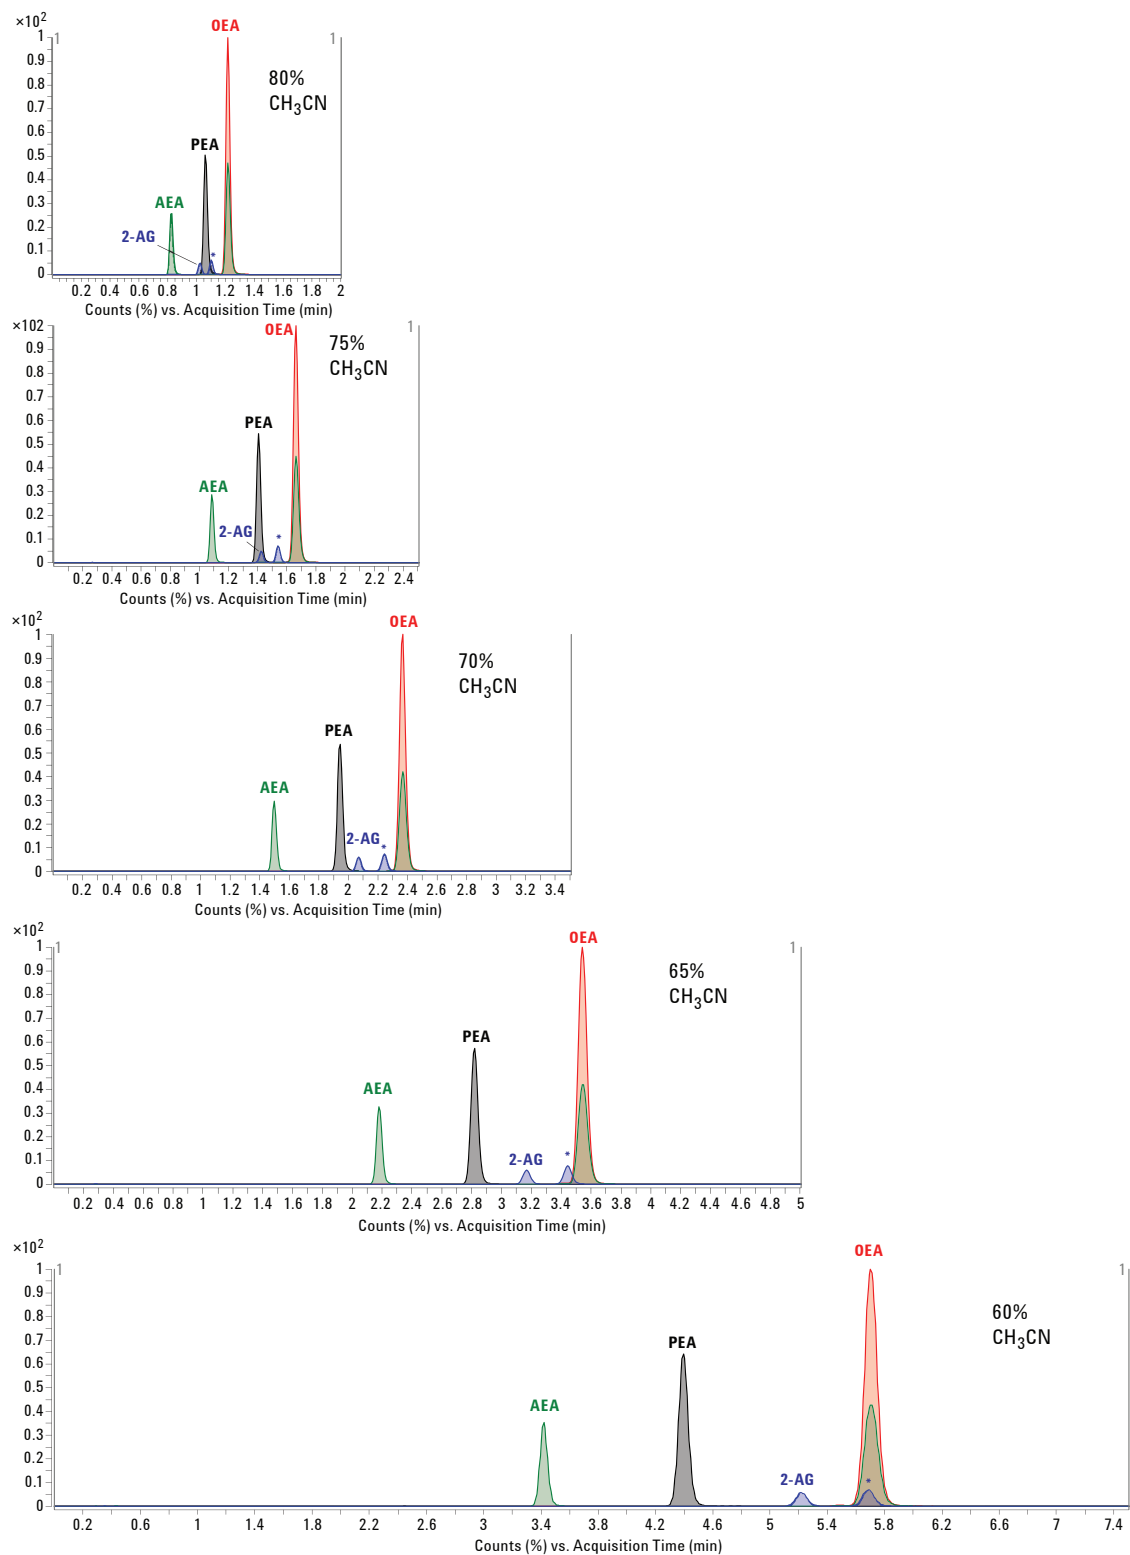 ×10²
OEA
1
1
1
0.9
80%
CH₃CN
0.8
0.7
0.6
PEA
0.5
0.4
AEA
0.3
0.2
2-AG
0.1
*
0
0.2 0.4 0.6 0.8 1 1.2 1.4 1.6 1.8 2
Counts (%) vs. Acquisition Time (min)
×102
OEA
1
75%
CH₃CN
0.9
0.8
0.7
0.6
PEA
0.5
0.4
AEA
0.3
0.2
2-AG
*
0.1
0
0.2 0.4 0.6 0.8 1 1.2 1.4 1.6 1.8 2 2.2 2.4
Counts (%) vs. Acquisition Time (min)
×10²
OEA
1
0.9
70%
CH₃CN
0.8
0.7
0.6
PEA
0.5
0.4
AEA
0.3
0.2
2-AG
*
0.1
0
0.2 0.4 0.6 0.8 1 1.2 1.4 1.6 1.8 2 2.2 2.4 2.6 2.8 3 3.2 3.4
Counts (%) vs. Acquisition Time (min)
×10²
OEA
1
1
1
0.9
65%
CH₃CN
0.8
0.7
0.6
PEA
0.5
0.4
AEA
0.3
0.2
2-AG
*
0.1
0
0.2 0.4 0.6 0.8 1 1.2 1.4 1.6 1.8 2 2.2 2.4 2.6 2.8 3 3.2 3.4 3.6 3.8 4 4.2 4.4 4.6 4.8 5
Counts (%) vs. Acquisition Time (min)
×10²
OEA
1
1
1
0.9
60%
CH₃CN
0.8
0.7
PEA
0.6
0.5
AEA
0.4
0.3
0.2
2-AG
*
0.1
0
0.2 0.6 1 1.4 1.8 2.2 2.6 3 3.4 3.8 4.2 4.6 5 5.4 5.8 6.2 6.6 7 7.4
Counts (%) vs. Acquisition Time (min)